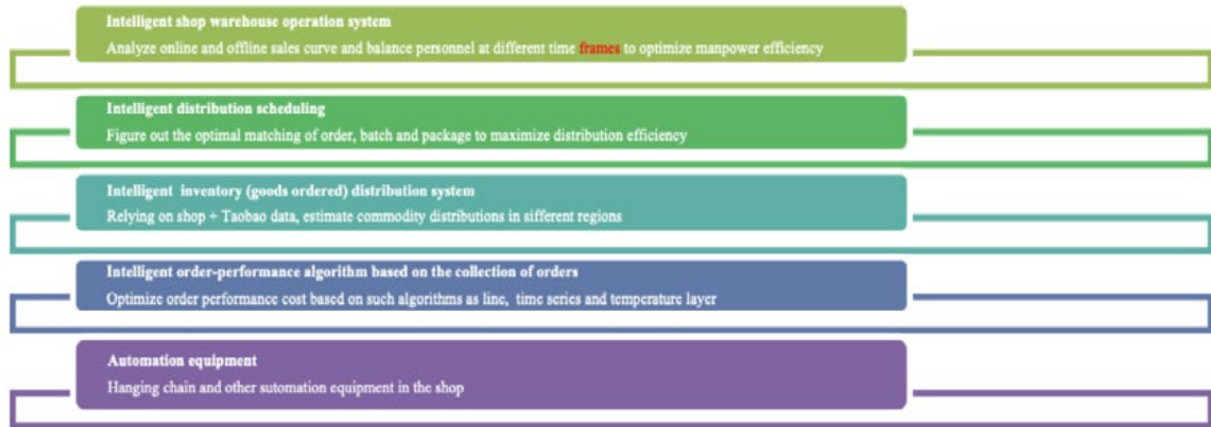 Intelligent shop warehouse operation system
Analyze online and offline sales curve and balance personnel at different time frames to optimize manpower efficiency
Intelligent distribution scheduling
Figure out the optimal matching of order, batch and package to maximize distribution efficiency
Intelligent inventory (goods ordered) distribution system
Relying on shop + Taobao data, estimate commodity distributions in sifferent regions
Intelligent order-performance algorithm based on the collection of orders
Optimize order performance cost based on such algorithms as line, time series and temperature layer
Automation equipment
Hanging chain and other sutomation equipment in the shop